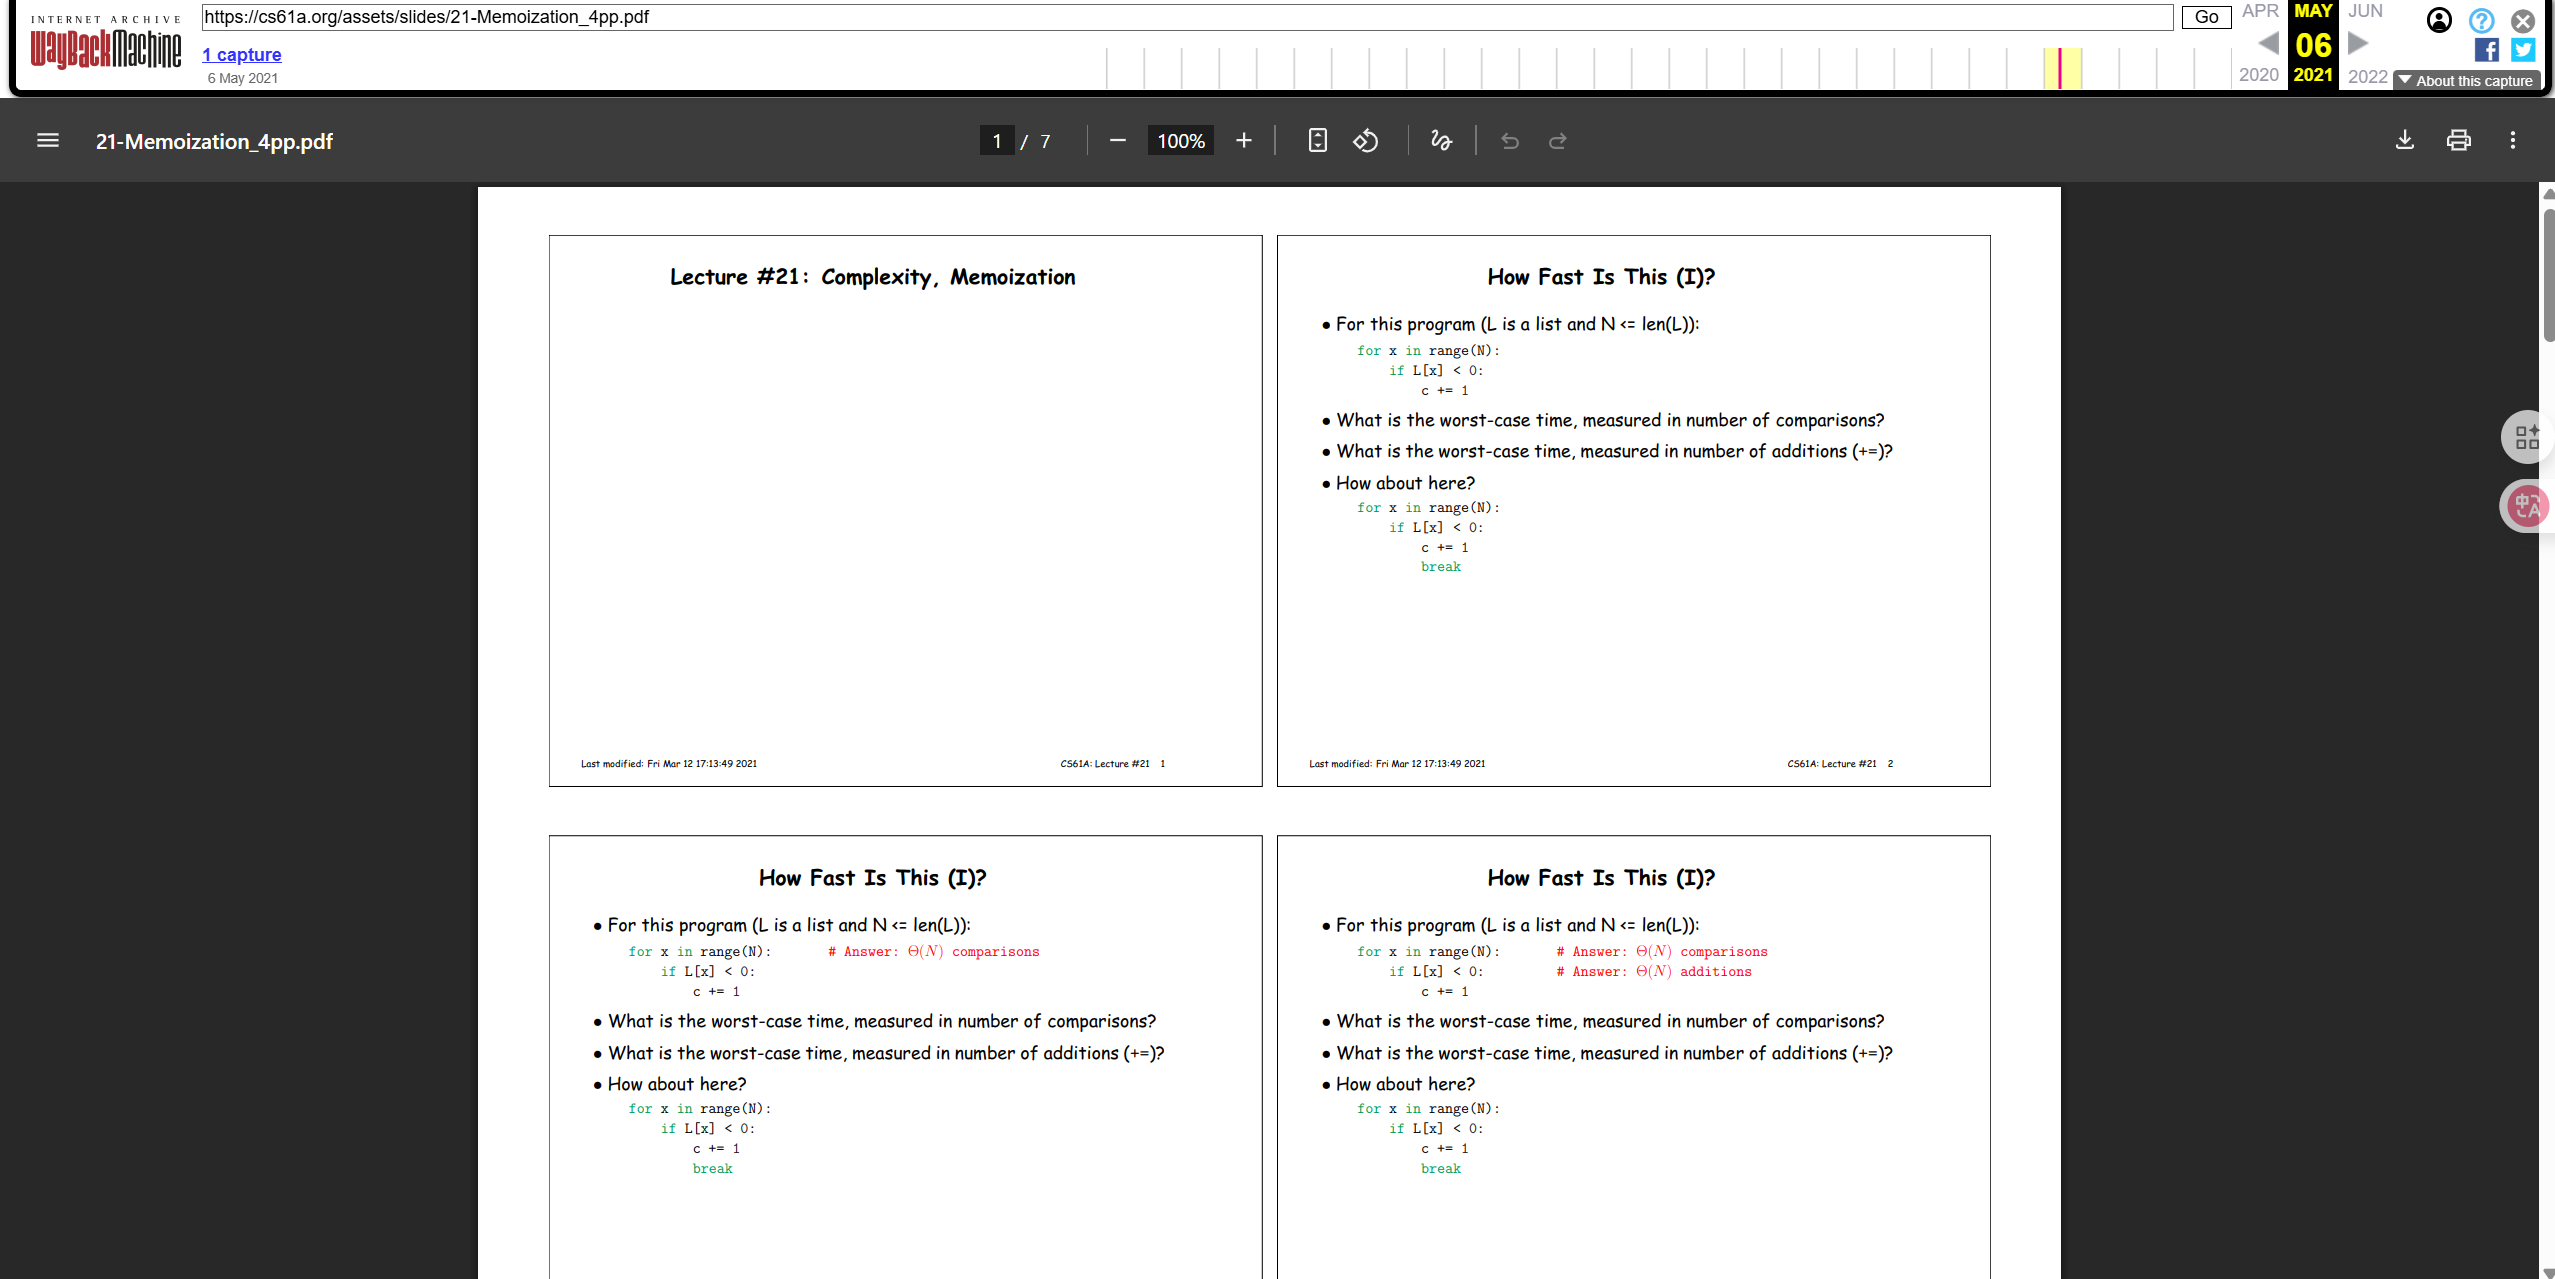 INTERNET ARCHIVE
WayBackMachine
https://cs61a.org/assets/slides/21-Memoization_4pp.pdf
Go
APR
MAY
JUN
1 capture
6 May 2021
06
2020
2021
2022
About this capture
21-Memoization_4pp.pdf
1 / 7
100%
Lecture #21: Complexity, Memoization
Last modified: Fri Mar 12 17:13:49 2021
CS61A: Lecture #21 1
How Fast Is This (I)?
• For this program (L is a list and N <= len(L)):
for x in range(N):
if L[x] < 0:
c += 1
• What is the worst-case time, measured in number of comparisons?
• What is the worst-case time, measured in number of additions (+=)?
• How about here?
for x in range(N):
if L[x] < 0:
c += 1
break
Last modified: Fri Mar 12 17:13:49 2021
CS61A: Lecture #21 2
How Fast Is This (I)?
• For this program (L is a list and N <= len(L)):
for x in range(N): # Answer: Θ(N) comparisons
if L[x] < 0:
c += 1
• What is the worst-case time, measured in number of comparisons?
• What is the worst-case time, measured in number of additions (+=)?
• How about here?
for x in range(N):
if L[x] < 0:
c += 1
break
How Fast Is This (I)?
• For this program (L is a list and N <= len(L)):
for x in range(N): # Answer: Θ(N) comparisons
if L[x] < 0: # Answer: Θ(N) additions
c += 1
• What is the worst-case time, measured in number of comparisons?
• What is the worst-case time, measured in number of additions (+=)?
• How about here?
for x in range(N):
if L[x] < 0:
c += 1
break